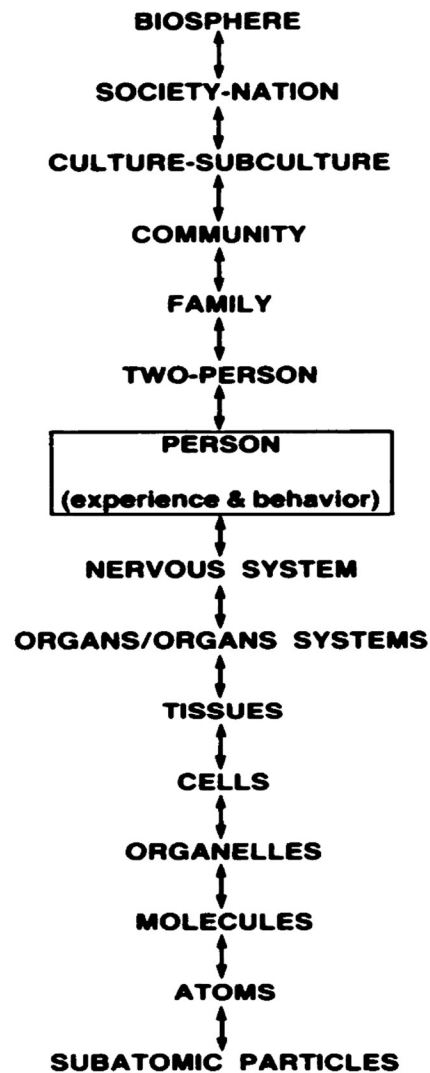 BIOSPHERE
SOCIETY-NATION
CULTURE-SUBCULTURE
COMMUNITY
FAMILY
TWO-PERSON
PERSON
(experience & behavior)
NERVOUS SYSTEM
ORGANS/ORGANS SYSTEMS
TISSUES
CELLS
ORGANELLES
MOLECULES
ATOMS
SUBATOMIC PARTICLES